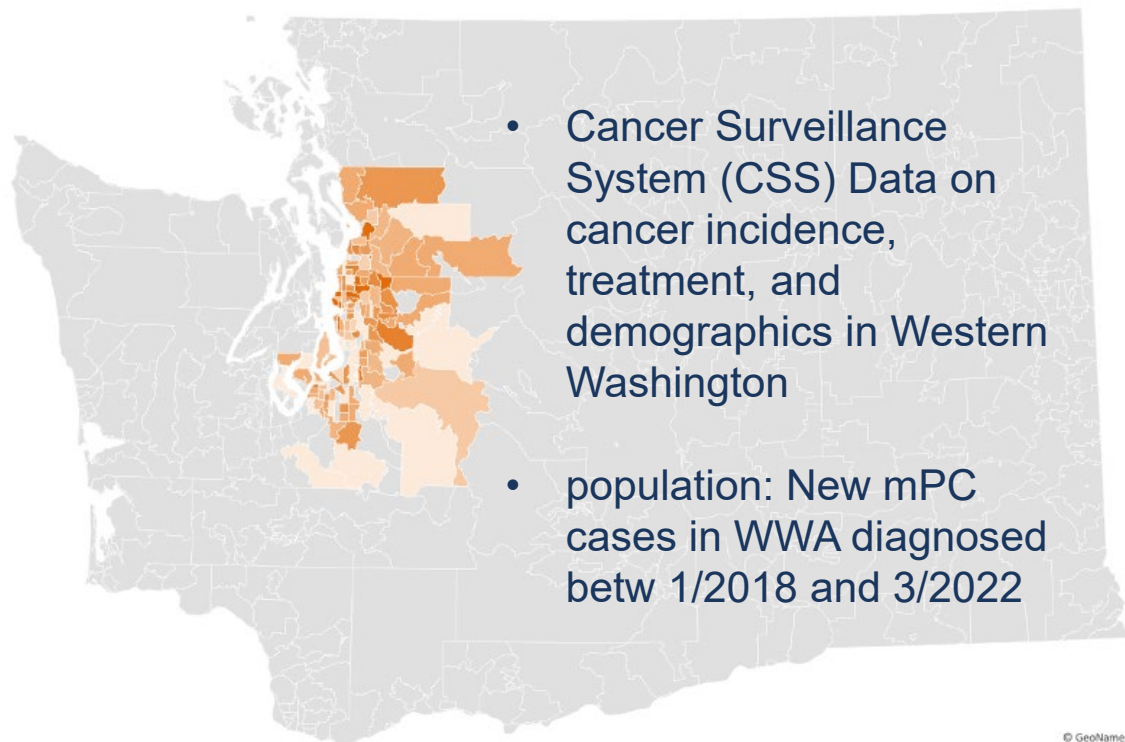 • Cancer Surveillance
System (CSS) Data on
cancer incidence,
treatment, and
demographics in Western
Washington
• population: New mPC
cases in WWA diagnosed
betw 1/2018 and 3/2022
© GeoName